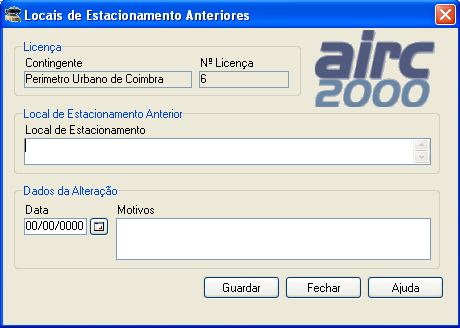 Locais de Estacionamento Anteriores
Licença
Contingente Nº Licença
Perimetro Urbano de Coimbra 6
airc
2000
Local de Estacionamento Anterior
Local de Estacionamento
Dados da Alteração
Data Motivos
00/00/0000
Guardar Fechar Ajuda